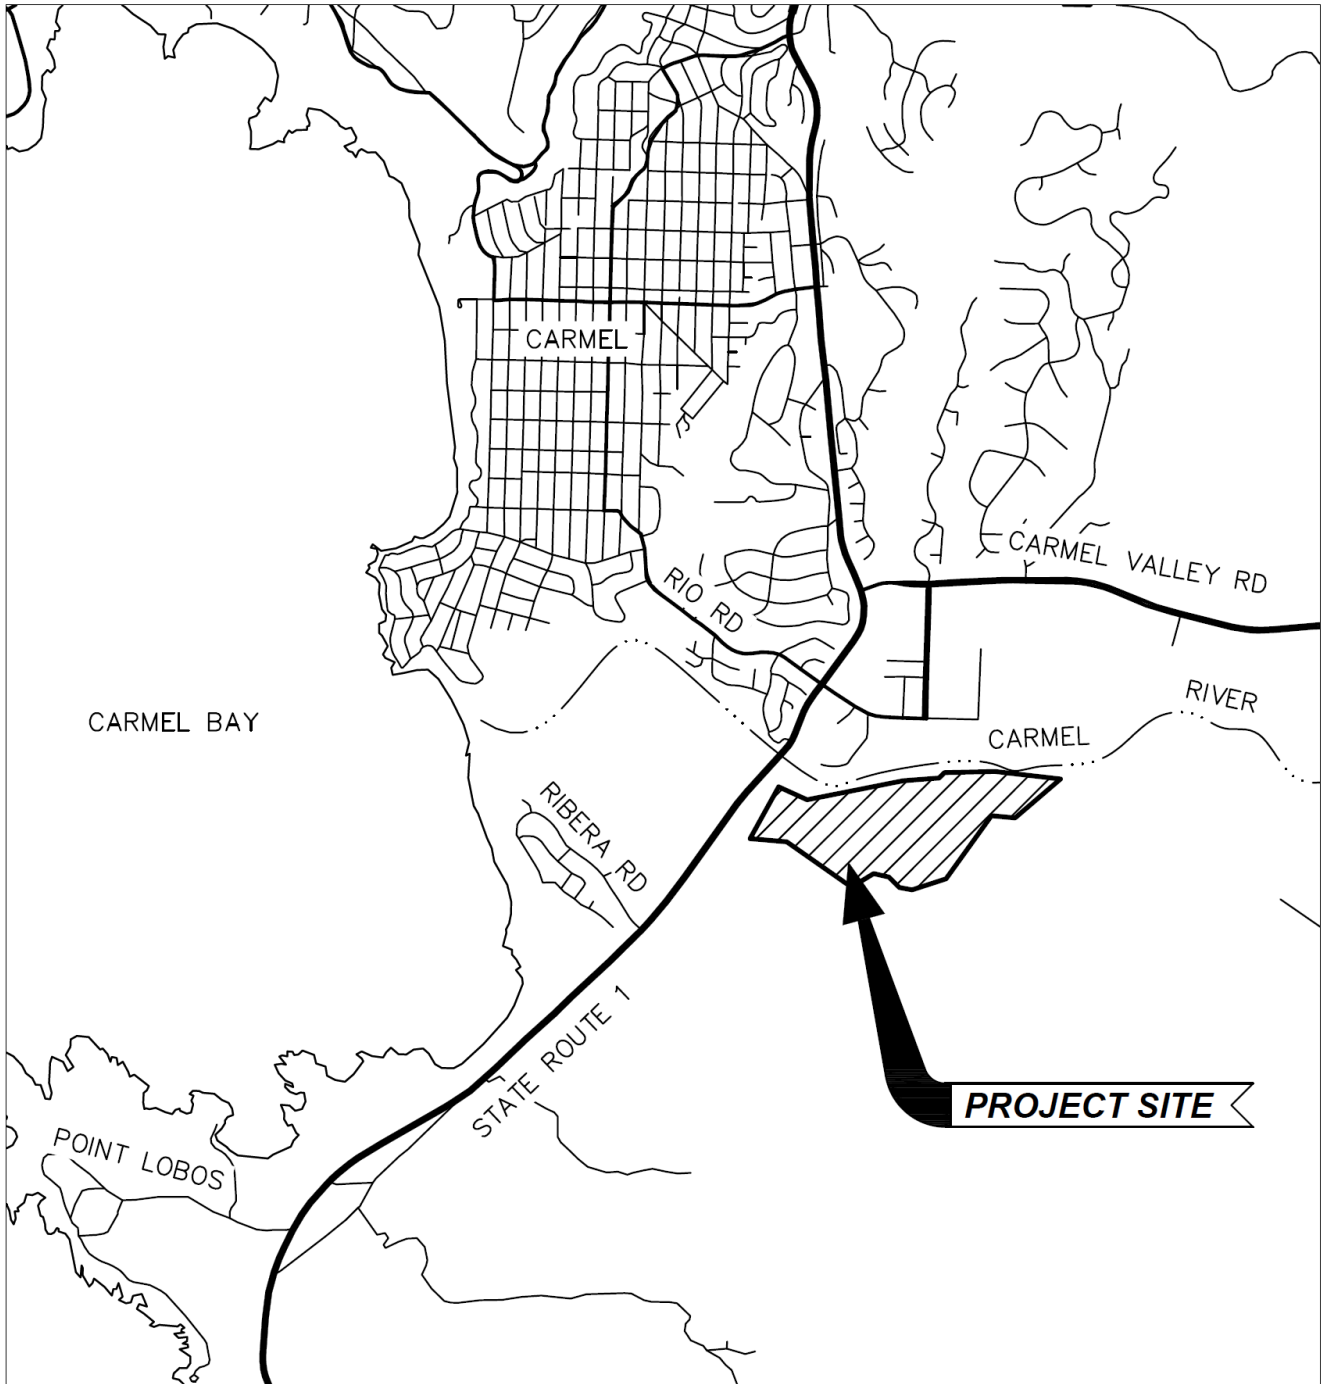 CARMEL
CARMEL VALLEY RD
RIO RD
RIVER
CARMEL BAY
CARMEL
RIBERA RD
STATE ROUTE 1
PROJECT SITE
POINT LOBOS